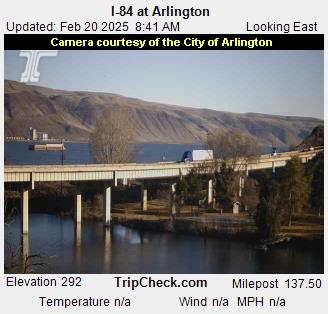 I-84 at Arlington
Updated: Feb 20 2025 8:41 AM Looking East
Camera courtesy of the City of Arlington
Elevation 292 TripCheck.com Milepost 137.50
Temperature n/a Wind n/a MPH n/a